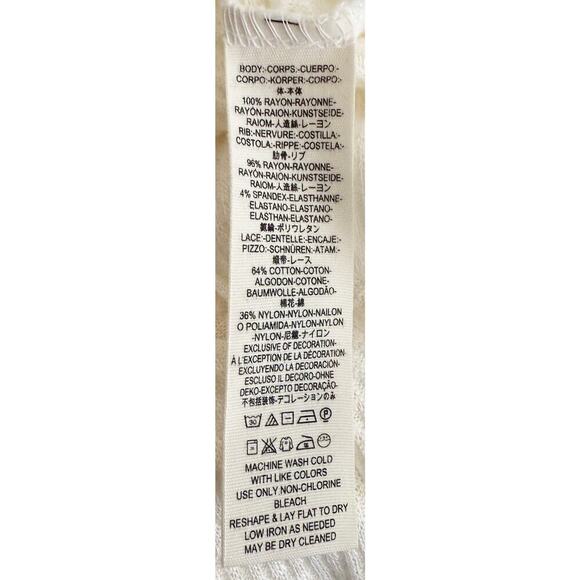 BODY:-CORPS:-CUERPO:-
CORPO:-KÖRPER:-CORPO:-
体-本体
100% RAYON-RAYONNE-
RAYÓN-RAION-KUNSTSEIDE-
RAIOM-人造絲-レーヨン
RIB:-NERVURE:-COSTILLA:-
COSTOLA:-RIPPE:-COSTELA:-
肋骨-リブ
96% RAYON-RAYONNE-
RAYÓN-RAION-KUNSTSEIDE-
RAIOM-人造絲-レーヨン
4% SPANDEX-ELASTHANNE-
ELASTANO-ELASTANO-
ELASTHAN-ELASTANO-
ポリウレタン
LACE:-DENTELLE:-ENCAJE:-
PIZZO:-SCHNÜREN:-ATAM:-
緞帶-レース
64% COTTON-COTON-
ALGODON-COTONE-
BAUMWOLLE-ALGODÃO-
棉花-綿
36% NYLON-NYLON-NAILON
O POLIAMIDA-NYLON-NYLON
-NYLON-尼龍-ナイロン
EXCLUSIVE OF DECORATION-
À L'EXCEPTION DE LA DÉCORATION-
EXCLUYENDO LA DECORACIÓN-
ESCLUSO IL DECORO-OHNE
DEKO-EXCEPTO DECORAÇÃO-
不包括装饰-デコレーションのみ
30 P
MACHINE WASH COLD
WITH LIKE COLORS
USE ONLY NON-CHLORINE
BLEACH
RESHAPE & LAY FLAT TO DRY
LOW IRON AS NEEDED
MAY BE DRY CLEANED